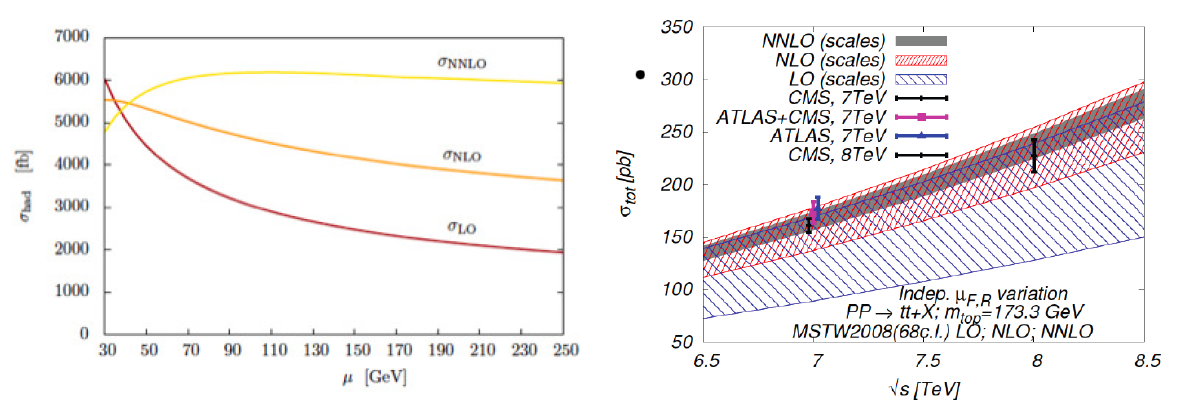 7000
6000
5000
4000
3000
2000
1000
0
σhad [fb]
σNNLO
σNLO
σLO
30 50 70 90 110 130 150 170 190 210 230 250
μ [GeV]
350
300
250
200
150
100
50
σtot [pb]
NNLO (scales)
NLO (scales)
LO (scales)
CMS, 7TeV
ATLAS+CMS, 7TeV
ATLAS, 7TeV
CMS, 8TeV
Indep. μF,R variation
PP → tt+X; mtop=173.3 GeV
MSTW2008(68c.l.) LO; NLO; NNLO
6.5 7 7.5 8 8.5
√s [TeV]